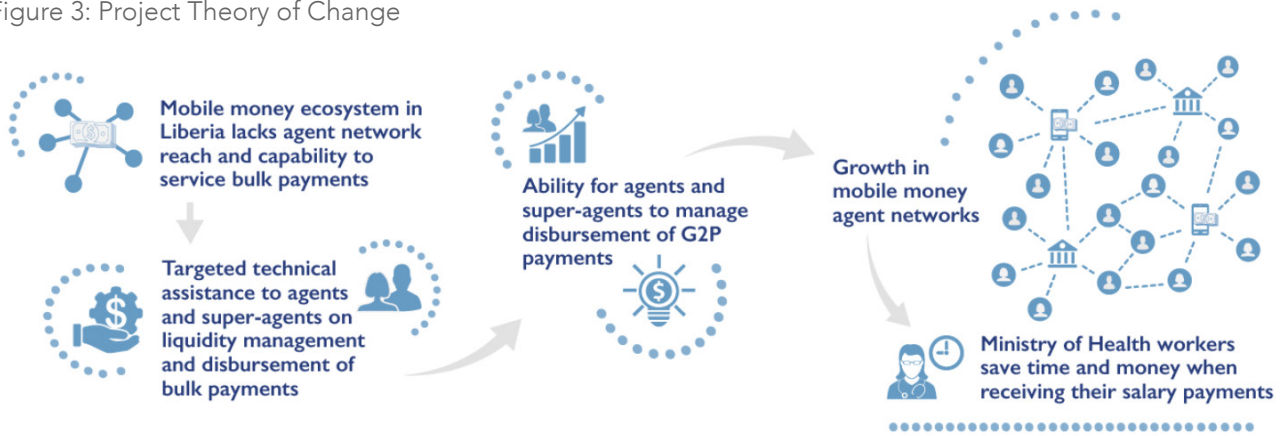 Figure 3: Project Theory of Change
Mobile money ecosystem in
Liberia lacks agent network
reach and capability to
service bulk payments
Targeted technical
assistance to agents
and super-agents on
liquidity management
and disbursement of
bulk payments
Ability for agents and
super-agents to manage
disbursement of G2P
payments
Growth in
mobile money
agent networks
Ministry of Health workers
save time and money when
receiving their salary payments